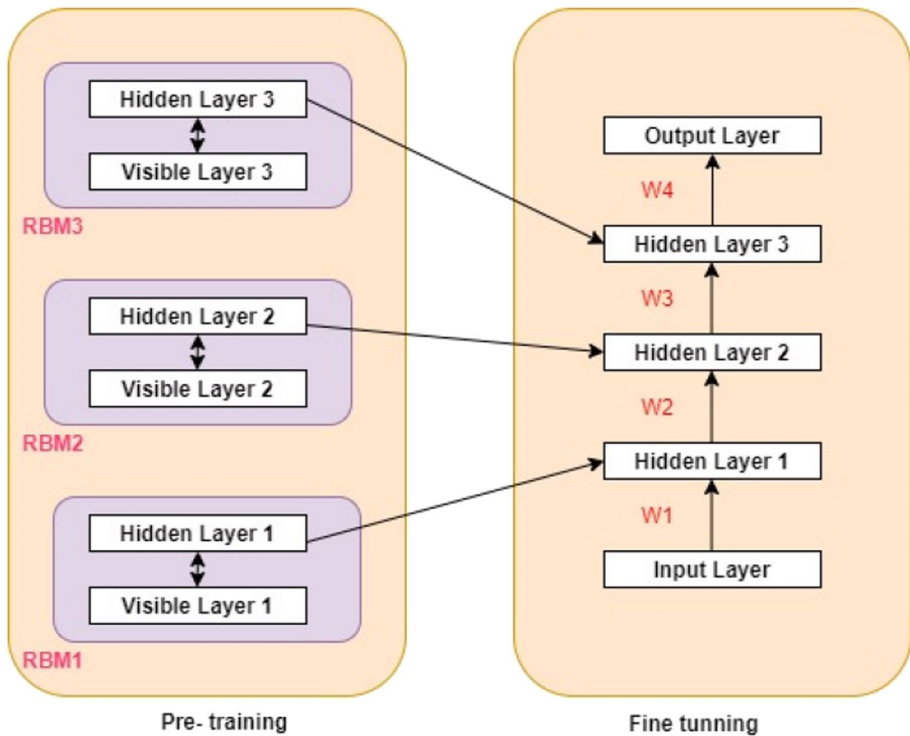 Hidden Layer 3
Visible Layer 3
RBM3
Hidden Layer 2
Visible Layer 2
RBM2
Hidden Layer 1
Visible Layer 1
RBM1
Pre- training
Output Layer
W4
Hidden Layer 3
W3
Hidden Layer 2
W2
Hidden Layer 1
W1
Input Layer
Fine tunning